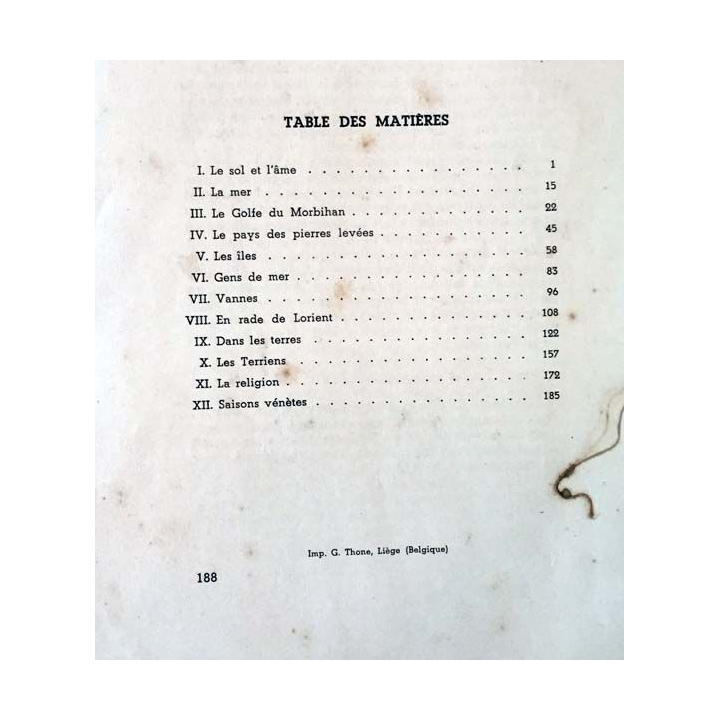 TABLE DES MATIÈRES
I. Le sol et l'âme . . . . . . . . . . . . . . . . 1
II. La mer . . . . . . . . . . . . . . . . . . . 15
III. Le Golfe du Morbihan . . . . . . . . . . . . . 22
IV. Le pays des pierres levées . . . . . . . . . . . 45
V. Les îles . . . . . . . . . . . . . . . . . . . 58
VI. Gens de mer . . . . . . . . . . . . . . . . . 83
VII. Vannes . . . . . . . . . . . . . . . . . . . 96
VIII. En rade de Lorient . . . . . . . . . . . . . . 108
IX. Dans les terres . . . . . . . . . . . . . . . . 122
X. Les Terriens . . . . . . . . . . . . . . . . . 157
XI. La religion . . . . . . . . . . . . . . . . . . 172
XII. Saisons vénètes . . . . . . . . . . . . . . . . 185
Imp. G. Thone, Liège (Belgique)
188